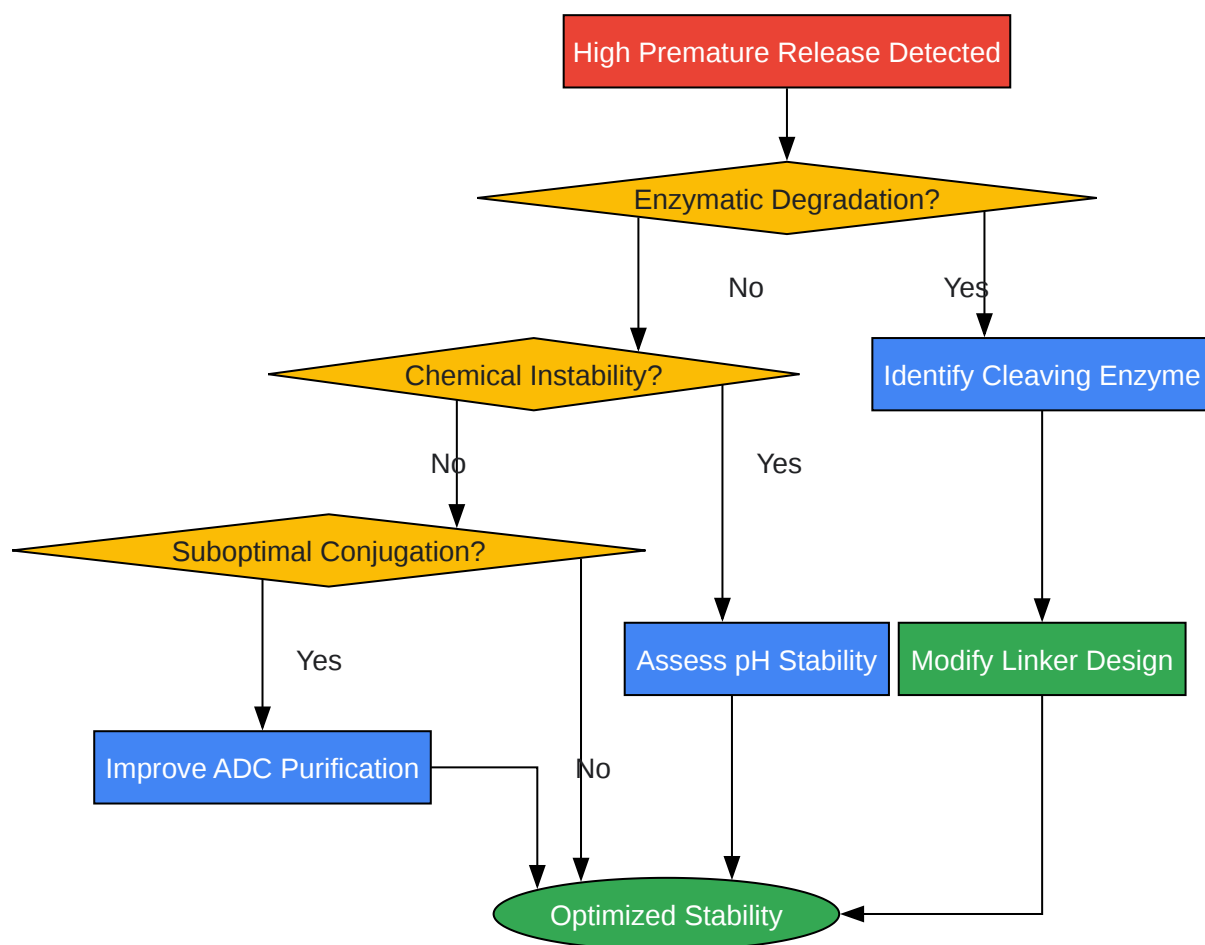 High Premature Release Detected
Enzymatic Degradation?
No
Yes
Chemical Instability?
Identify Cleaving Enzyme
No
Yes
Suboptimal Conjugation?
Yes
Assess pH Stability
Modify Linker Design
Improve ADC Purification
No
Optimized Stability